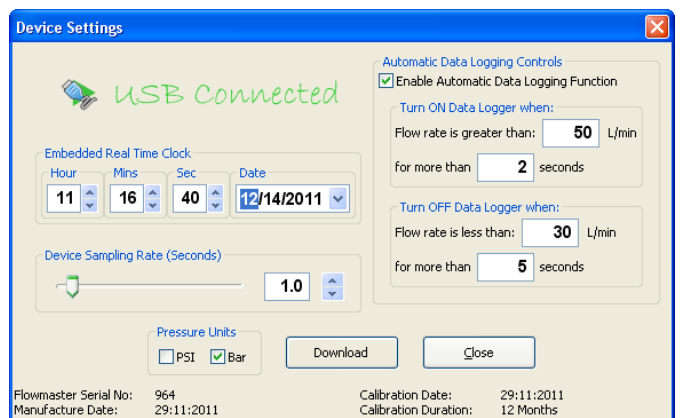 Device Settings
USB Connected
Embedded Real Time Clock
Hour Mins Sec Date
11 16 40 12/14/2011
Device Sampling Rate (Seconds)
1.0
Automatic Data Logging Controls
Enable Automatic Data Logging Function
Turn ON Data Logger when:
Flow rate is greater than: 50 L/min
for more than 2 seconds
Turn OFF Data Logger when:
Flow rate is less than: 30 L/min
for more than 5 seconds
Pressure Units
PSI Bar
Download
Close
Flowmaster Serial No: 964
Manufacture Date: 29:11:2011
Calibration Date: 29:11:2011
Calibration Duration: 12 Months